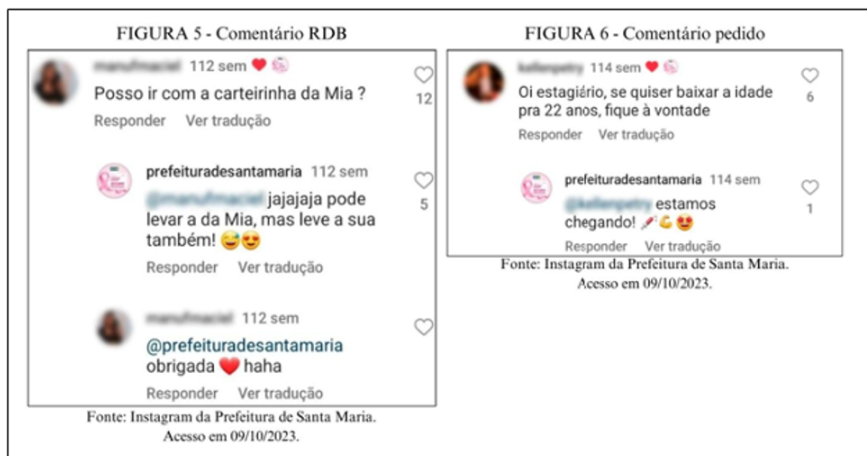 FIGURA 5 - Comentário RDB
112 sem ❤️
Posso ir com a carteirinha da Mia ?
12
Responder Ver tradução
prefeituradesantamaria 112 sem
jajajaja pode
levar a da Mia, mas leve a sua
também! 😅😍
5
Responder Ver tradução
112 sem
@prefeituradesantamaria
obrigada ❤️ haha
Responder Ver tradução
Fonte: Instagram da Prefeitura de Santa Maria.
Acesso em 09/10/2023.
FIGURA 6 - Comentário pedido
114 sem ❤️
Oi estagiário, se quiser baixar a idade
pra 22 anos, fique à vontade
6
Responder Ver tradução
prefeituradesantamaria 114 sem
estamos
chegando! 💉💪😍
1
Responder Ver tradução
Fonte: Instagram da Prefeitura de Santa Maria.
Acesso em 09/10/2023.